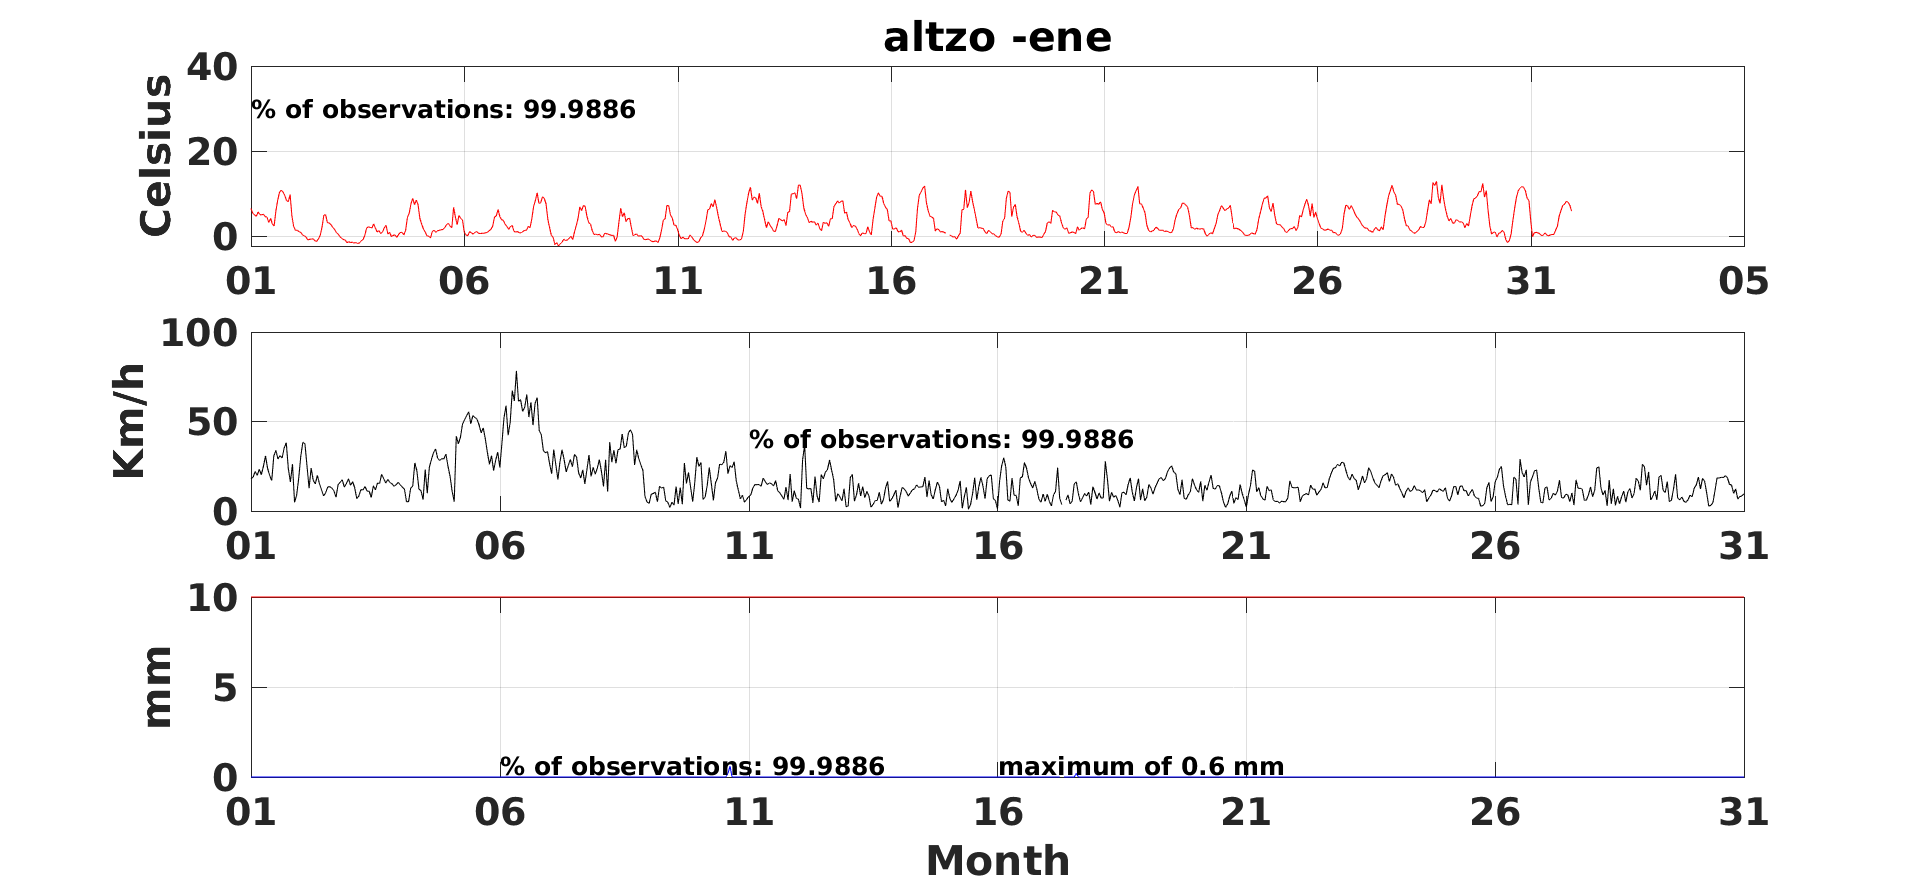 altzo -ene
Celsius
40
20
0
% of observations: 99.9886
01 06 11 16 21 26 31 05
Km/h
100
50
0
% of observations: 99.9886
01 06 11 16 21 26 31
mm
10
5
0
% of observations: 99.9886 maximum of 0.6 mm
01 06 11 16 21 26 31
Month